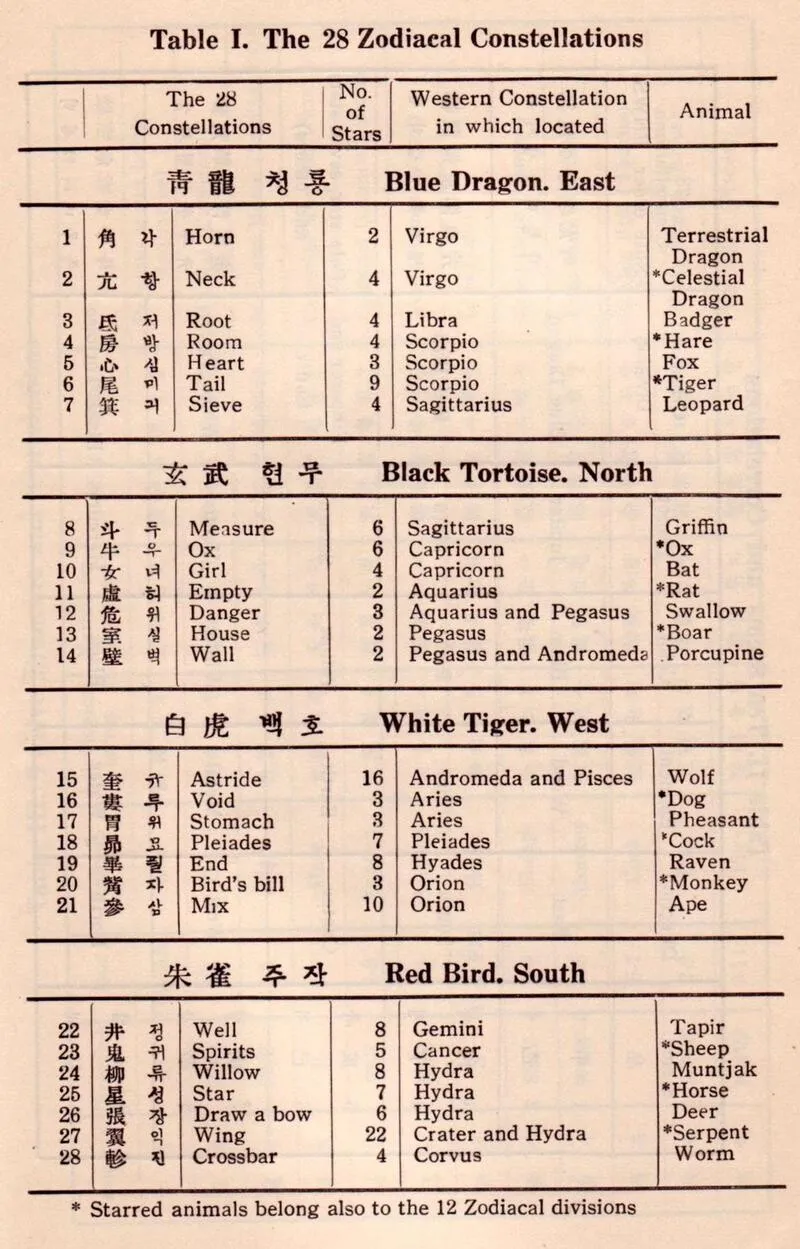 Table I. The 28 Zodiacal Constellations
The 28 Constellations No. of Stars Western Constellation in which located Animal
靑龍 청룡 Blue Dragon. East
1 角 각 Horn 2 Virgo Terrestrial Dragon
2 亢 항 Neck 4 Virgo *Celestial Dragon
3 氐 저 Root 4 Libra Badger
4 房 방 Room 4 Scorpio *Hare
5 心 심 Heart 3 Scorpio Fox
6 尾 미 Tail 9 Scorpio *Tiger
7 箕 긔 Sieve 4 Sagittarius Leopard
玄武 현무 Black Tortoise. North
8 斗 두 Measure 6 Sagittarius Griffin
9 牛 우 Ox 6 Capricorn *Ox
10 女 녀 Girl 4 Capricorn Bat
11 虛 허 Empty 2 Aquarius *Rat
12 危 위 Danger 3 Aquarius and Pegasus Swallow
13 室 실 House 2 Pegasus *Boar
14 壁 벽 Wall 2 Pegasus and Andromeda Porcupine
白虎 백호 White Tiger. West
15 奎 규 Astride 16 Andromeda and Pisces Wolf
16 婁 루 Void 3 Aries *Dog
17 胃 위 Stomach 3 Aries Pheasant
18 昴 묘 Pleiades 7 Pleiades *Cock
19 畢 필 End 8 Hyades Raven
20 觜 자 Bird's bill 3 Orion *Monkey
21 參 삼 Mix 10 Orion Ape
朱雀 주작 Red Bird. South
22 井 정 Well 8 Gemini Tapir
23 鬼 귀 Spirits 5 Cancer *Sheep
24 柳 류 Willow 8 Hydra Muntjak
25 星 성 Star 7 Hydra *Horse
26 張 장 Draw a bow 6 Hydra Deer
27 翼 익 Wing 22 Crater and Hydra *Serpent
28 軫 진 Crossbar 4 Corvus Worm
* Starred animals belong also to the 12 Zodiacal divisions